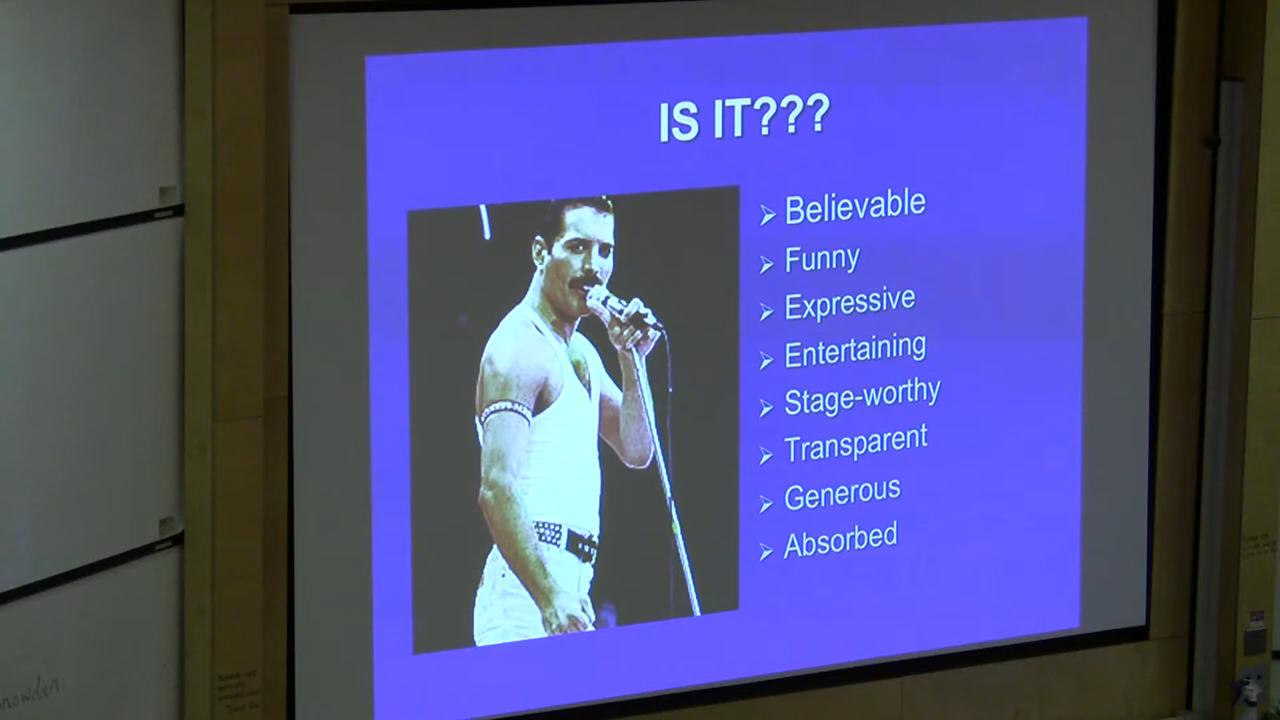 IS IT???
Believable
Funny
Expressive
Entertaining
Stage-worthy
Transparent
Generous
Absorbed